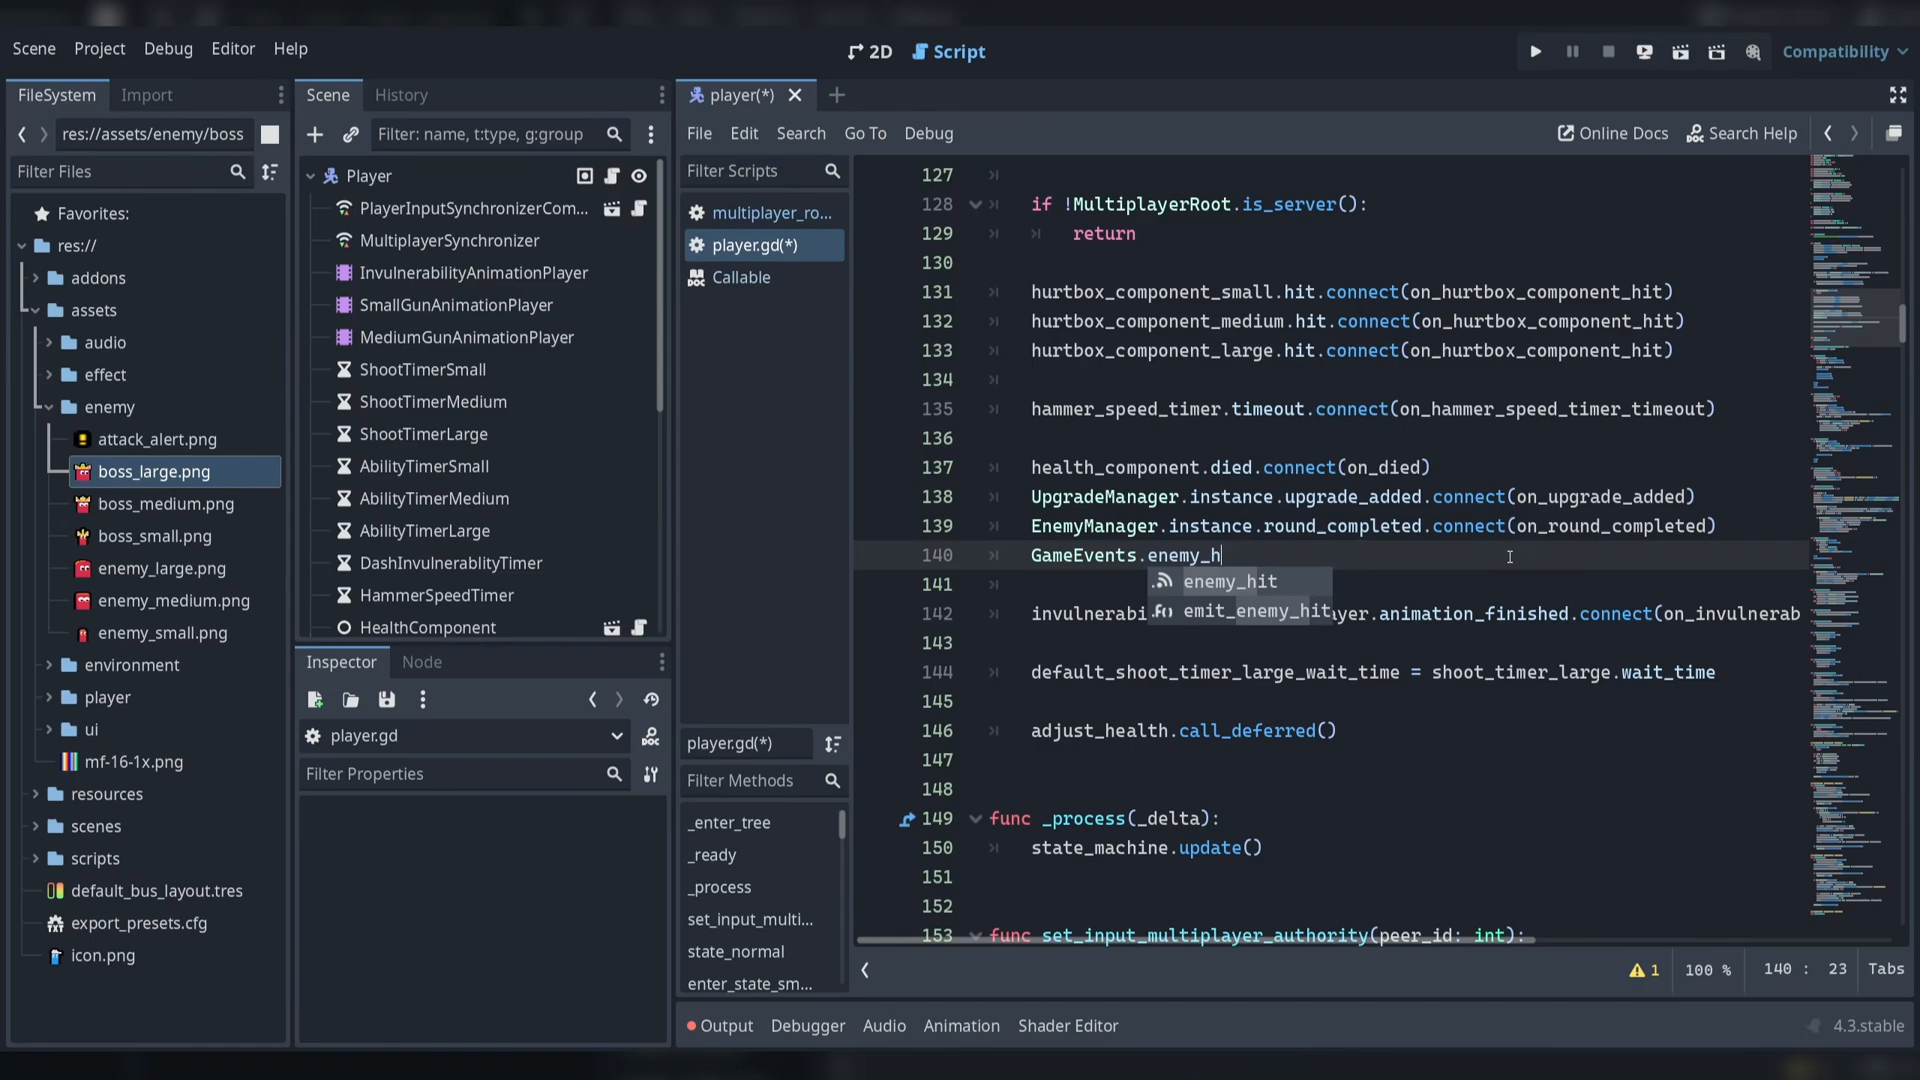 Scene Project Debug Editor Help
2D Script
Compatibility
FileSystem Import
res://assets/enemy/boss
Filter Files
Favorites:
res://
addons
assets
audio
effect
enemy
attack_alert.png
boss_large.png
boss_medium.png
boss_small.png
enemy_large.png
enemy_medium.png
enemy_small.png
environment
player
ui
mf-16-1x.png
resources
scenes
scripts
default_bus_layout.tres
export_presets.cfg
icon.png
Scene History
Filter: name, t:type, g:group
Player
PlayerInputSynchronizerCom...
MultiplayerSynchronizer
InvulnerabilityAnimationPlayer
SmallGunAnimationPlayer
MediumGunAnimationPlayer
ShootTimerSmall
ShootTimerMedium
ShootTimerLarge
AbilityTimerSmall
AbilityTimerMedium
AbilityTimerLarge
DashInvulnerablityTimer
HammerSpeedTimer
HealthComponent
Inspector Node
player.gd
Filter Properties
player(*)
File Edit Search Go To Debug
Online Docs Search Help
Filter Scripts
multiplayer_ro...
player.gd(*)
Callable
player.gd(*)
Filter Methods
_enter_tree
_ready
_process
set_input_multi...
state_normal
enter_state_sm...
127
128 if !MultiplayerRoot.is_server():
129 return
130
131 hurtbox_component_small.hit.connect(on_hurtbox_component_hit)
132 hurtbox_component_medium.hit.connect(on_hurtbox_component_hit)
133 hurtbox_component_large.hit.connect(on_hurtbox_component_hit)
134
135 hammer_speed_timer.timeout.connect(on_hammer_speed_timer_timeout)
136
137 health_component.died.connect(on_died)
138 UpgradeManager.instance.upgrade_added.connect(on_upgrade_added)
139 EnemyManager.instance.round_completed.connect(on_round_completed)
140 GameEvents.enemy_h
.enemy_hit
.emit_enemy_hit
141
142 invulnerabi yer.animation_finished.connect(on_invulnerab
143
144 default_shoot_timer_large_wait_time = shoot_timer_large.wait_time
145
146 adjust_health.call_deferred()
147
148
149 func _process(_delta):
150 state_machine.update()
151
152
153 func set_input_multiplayer_authority(peer_id: int):
1 100 % 140 : 23 Tabs
Output Debugger Audio Animation Shader Editor
4.3.stable